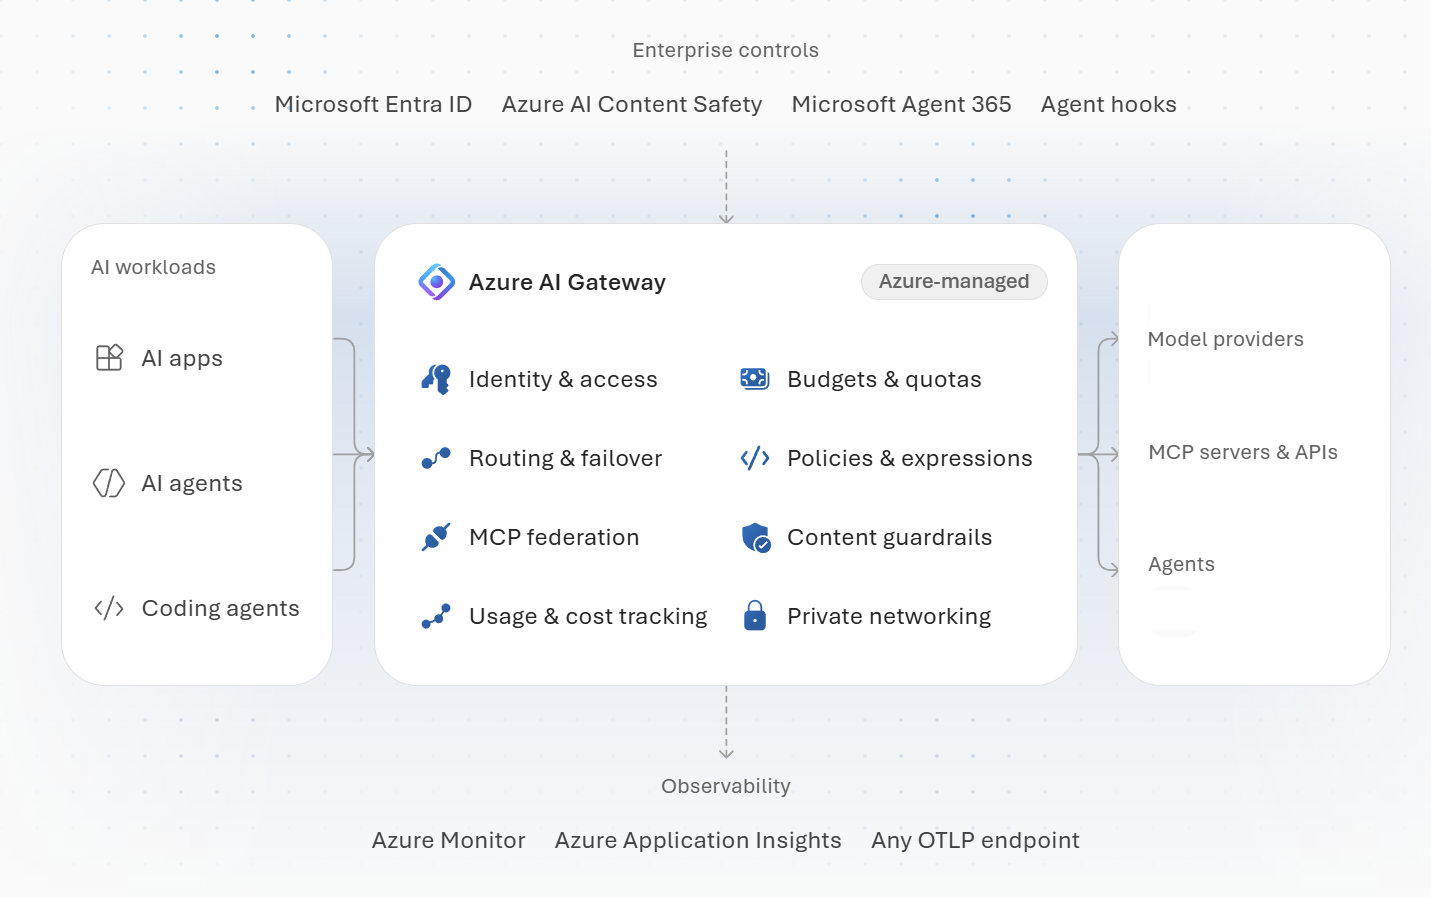 Enterprise controls
Microsoft Entra ID Azure AI Content Safety Microsoft Agent 365 Agent hooks
AI workloads
AI apps
AI agents
Coding agents
Azure AI Gateway
Azure-managed
Identity & access
Budgets & quotas
Routing & failover
Policies & expressions
MCP federation
Content guardrails
Usage & cost tracking
Private networking
Model providers
MCP servers & APIs
Agents
Observability
Azure Monitor Azure Application Insights Any OTLP endpoint